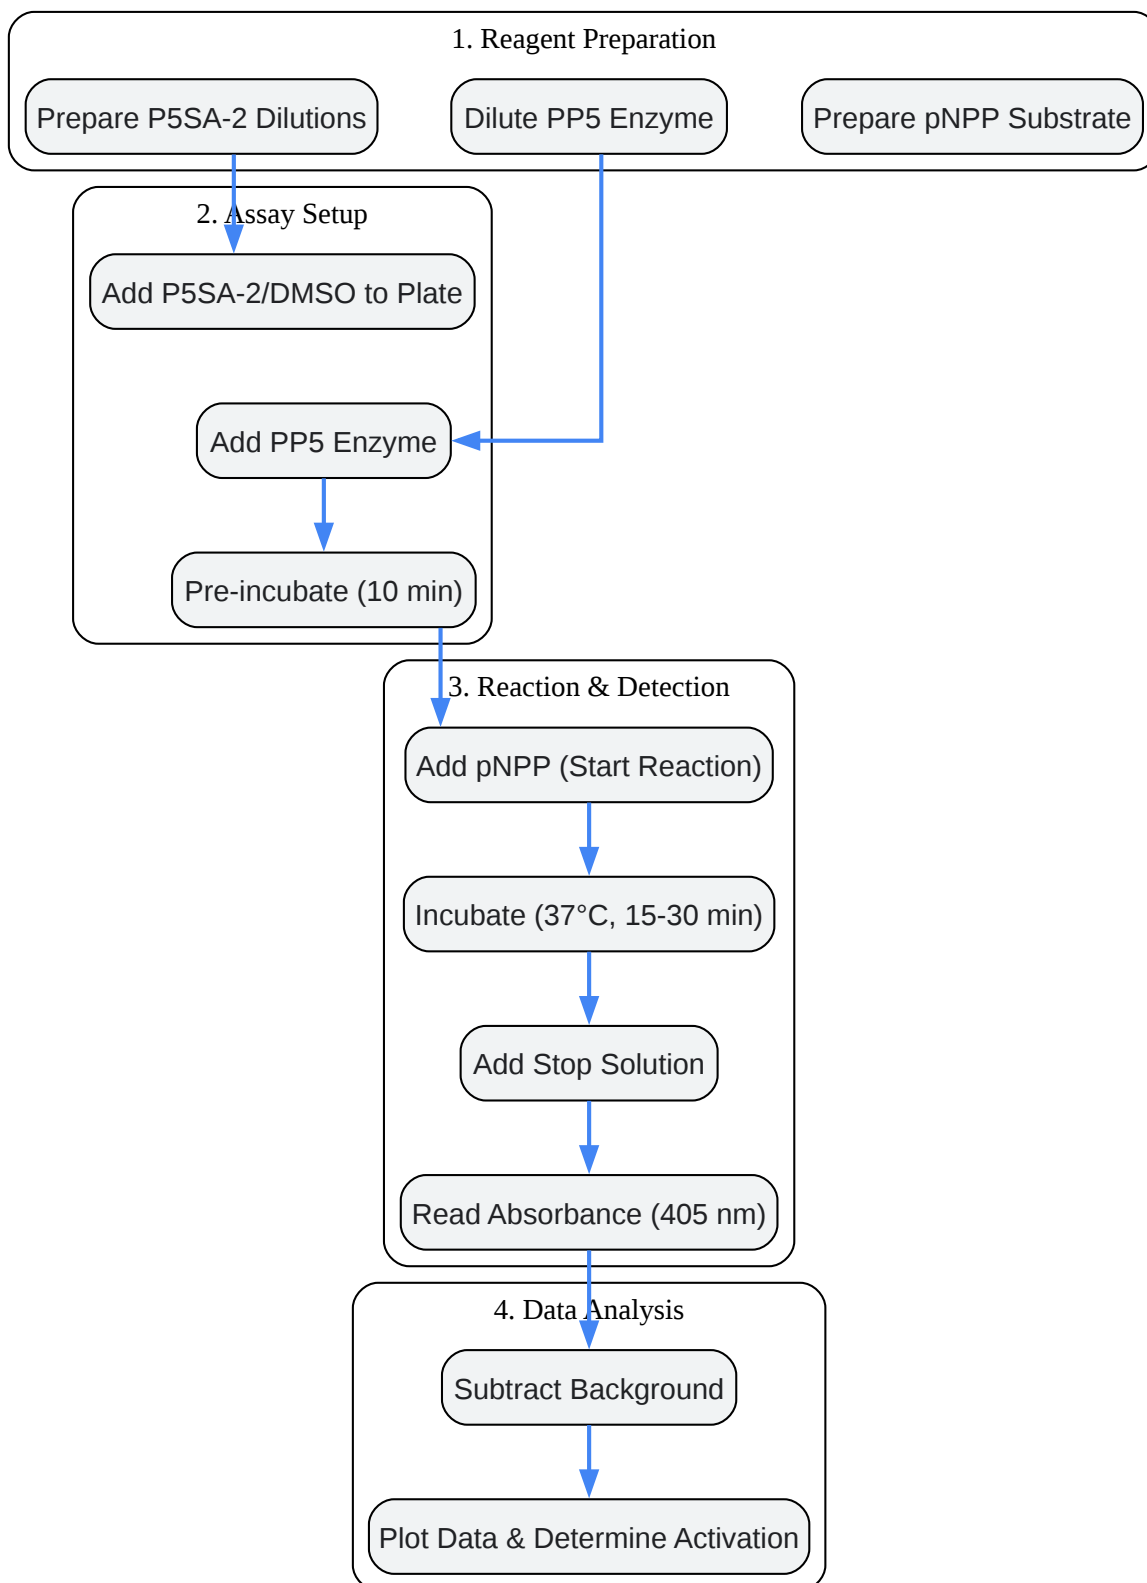 1. Reagent Preparation
Prepare P5SA-2 Dilutions
Dilute PP5 Enzyme
Prepare pNPP Substrate
2. Assay Setup
Add P5SA-2/DMSO to Plate
Add PP5 Enzyme
Pre-incubate (10 min)
3. Reaction & Detection
Add pNPP (Start Reaction)
Incubate (37°C, 15-30 min)
Add Stop Solution
Read Absorbance (405 nm)
4. Data Analysis
Subtract Background
Plot Data & Determine Activation